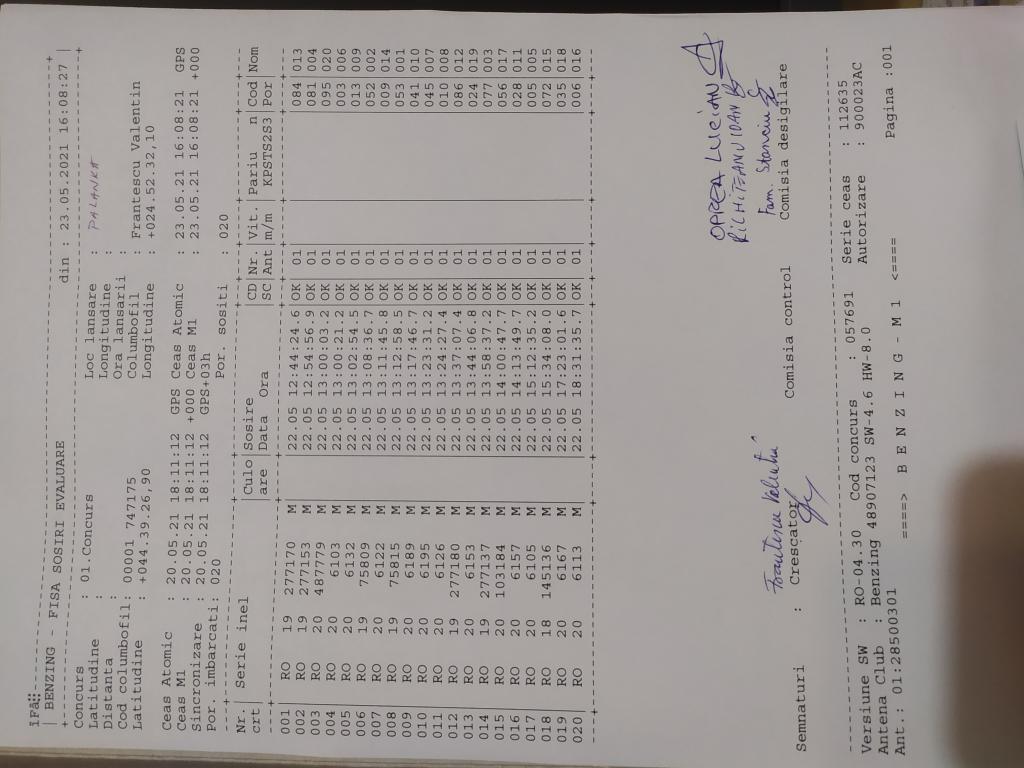 | BENZING - FISA SOSIRI EVALUARE din : 23.05.2021 16:08:27 |
Concurs : 01.Concurs Loc lansare : PALANKA
Latitudine : Longitudine :
Distanta : Ora lansarii :
Cod columbofil: 00001 747175 Columbofil : Frantescu Valentin
Latitudine : +044.39.26,90 Longitudine : +024.52.32,10
Ceas Atomic : 20.05.21 18:11:12 GPS Ceas Atomic : 23.05.21 16:08:21 GPS
Ceas M1 : 20.05.21 18:11:12 +000 Ceas M1 : 23.05.21 16:08:21 +000
Sincronizare : 20.05.21 18:11:12 GPS+03h
Por. imbarcati: 020 Por. sositi : 020
Nr.| Serie inel |Culo|Sosire |CD|Nr.|Vit.|Pariu n|Cod|Nom
crt| |are |Data Ora |SC|Ant|m/m | KPSTS2S3|Por|
001 RO 19 277170 M 22.05 12:44:24.6 OK 01 084 013
002 RO 19 277153 M 22.05 12:54:56.9 OK 01 081 004
003 RO 20 487779 M 22.05 13:00:03.2 OK 01 095 020
004 RO 20 6103 M 22.05 13:00:21.2 OK 01 003 006
005 RO 20 6132 M 22.05 13:02:54.5 OK 01 013 009
006 RO 19 75809 M 22.05 13:08:36.7 OK 01 052 002
007 RO 20 6122 M 22.05 13:11:45.8 OK 01 009 014
008 RO 19 75815 M 22.05 13:12:58.5 OK 01 053 001
009 RO 20 6189 M 22.05 13:17:46.7 OK 01 041 010
010 RO 20 6195 M 22.05 13:23:31.2 OK 01 045 007
011 RO 20 6126 M 22.05 13:24:27.4 OK 01 010 008
012 RO 19 277180 M 22.05 13:37:07.4 OK 01 086 012
013 RO 20 6153 M 22.05 13:44:06.8 OK 01 024 019
014 RO 19 277137 M 22.05 13:58:37.2 OK 01 077 003
015 RO 20 103184 M 22.05 14:00:47.7 OK 01 056 017
016 RO 20 6157 M 22.05 14:13:49.7 OK 01 028 011
017 RO 20 6105 M 22.05 15:12:35.2 OK 01 005 005
018 RO 18 145136 M 22.05 15:34:08.0 OK 01 072 015
019 RO 20 6167 M 22.05 17:23:01.6 OK 01 035 018
020 RO 20 6113 M 22.05 18:31:35.7 OK 01 006 016
OPREA LUCIAN
RICHITEANU IOAN
Fam. Stanciu
Semnaturi : Crescator Comisia control Comisia desigilare
Versiune SW : RO-04.30 Cod concurs : 057691 Serie ceas : 112635
Antena Club : Benzing 48907123 SW-4.6 HW-8.0 Autorizare : 900023AC
Ant.: 01:28500301
====> B E N Z I N G - M 1 <==== Pagina :001